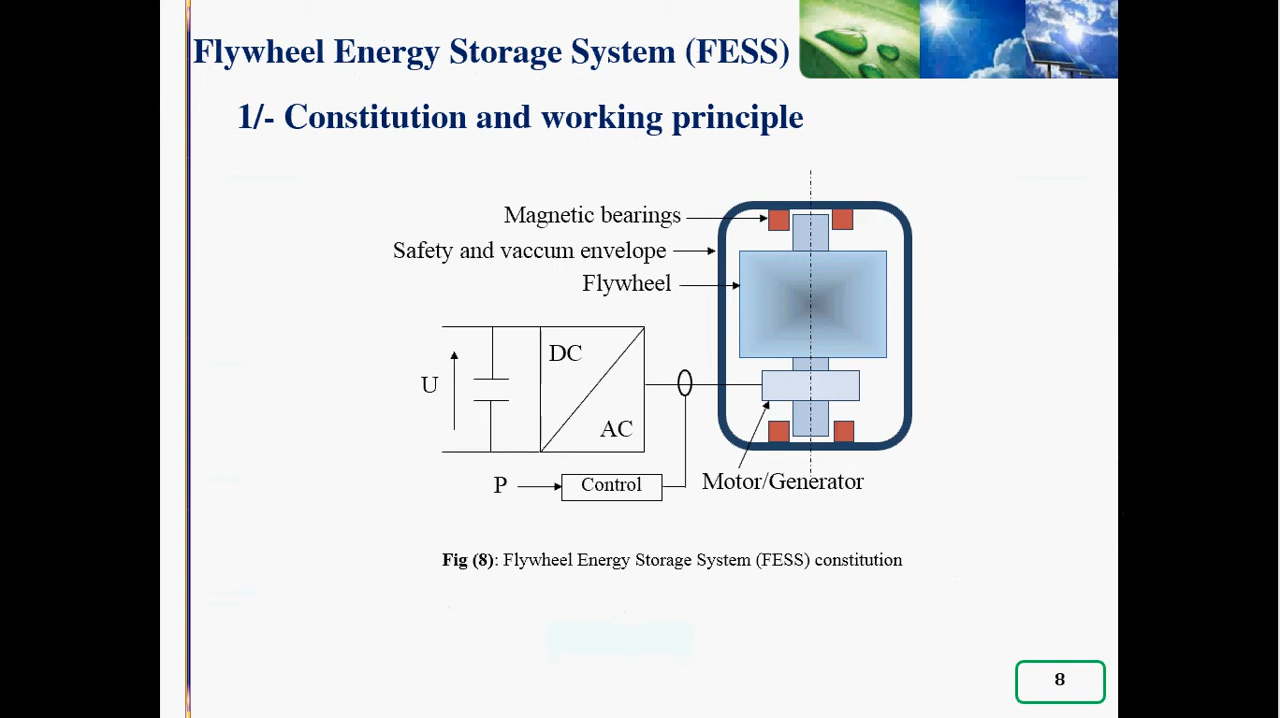 Flywheel Energy Storage System (FESS)
1/- Constitution and working principle
Magnetic bearings
Safety and vaccum envelope
Flywheel
DC
U
AC
P
Control
Motor/Generator
Fig (8): Flywheel Energy Storage System (FESS) constitution
8